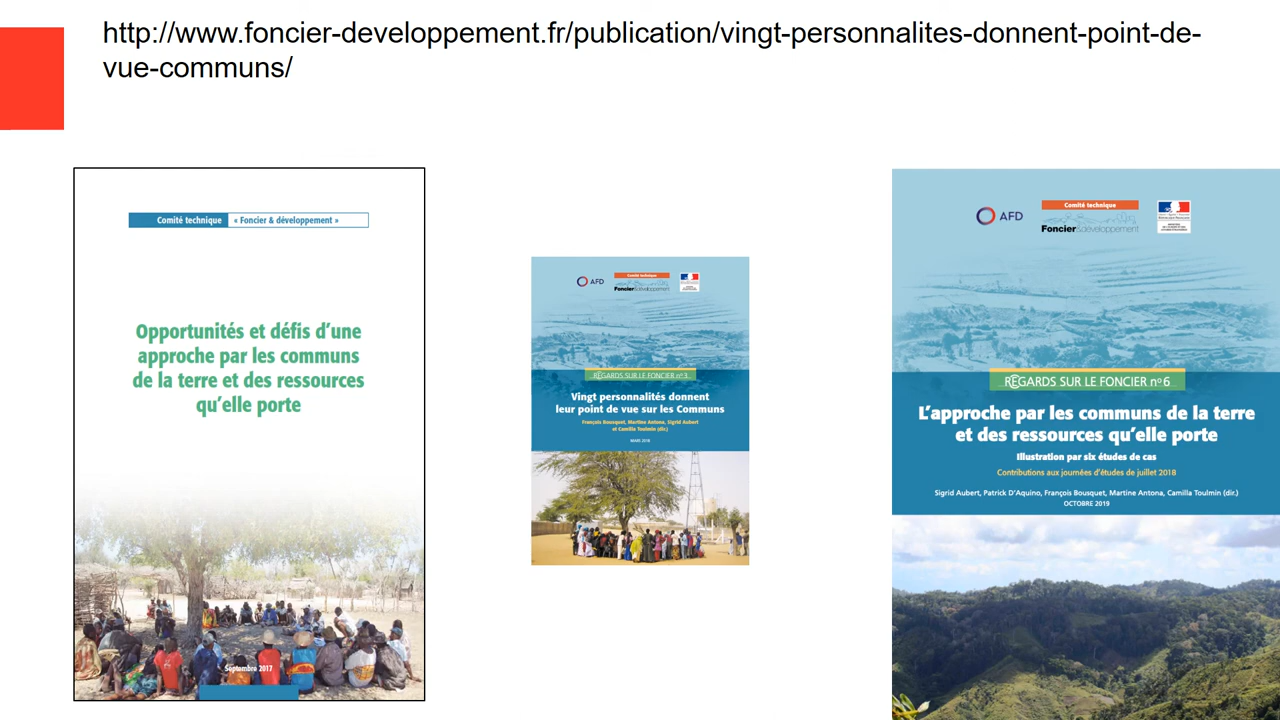 http://www.foncier-developpement.fr/publication/vingt-personnalites-donnent-point-de-
vue-communs/
Comité technique « Foncier & développement »
Opportunités et défis d’une
approche par les communs
de la terre et des ressources
qu’elle porte
Septembre 2017
AFD
Comité technique
Foncier&développement
REGARDS SUR LE FONCIER nº 3
Vingt personnalités donnent
leur point de vue sur les Communs
François Bousquet, Martine Antona, Sigrid Aubert
et Camilla Toulmin (dir.)
MARS 2018
AFD
Comité technique
Foncier&développement
REGARDS SUR LE FONCIER nº 6
L’approche par les communs de la terre
et des ressources qu’elle porte
Illustration par six études de cas
Contributions aux journées d’études de juillet 2018
Sigrid Aubert, Patrick D’Aquino, François Bousquet, Martine Antona, Camilla Toulmin (dir.)
OCTOBRE 2019